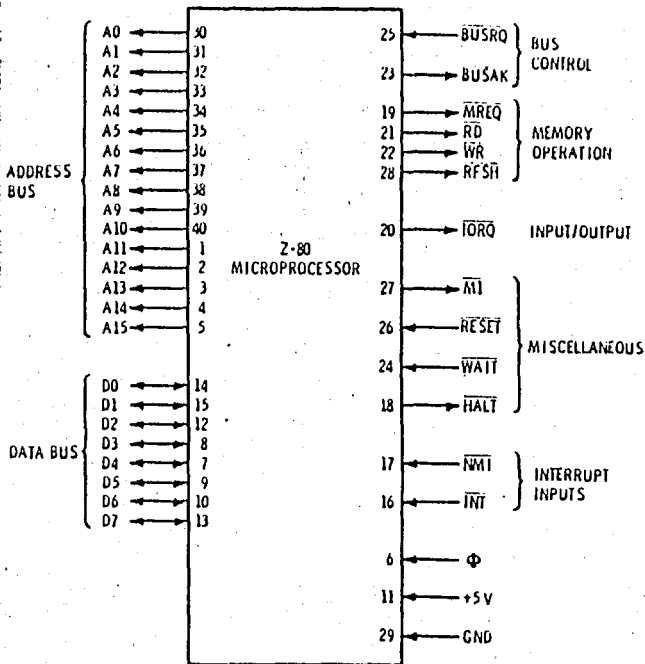 A0 30
A1 31
A2 32
A3 33
A4 34
A5 35
A6 36
A7 37
A8 38
A9 39
A10 40
A11 1
A12 2
A13 3
A14 4
A15 5
ADDRESS
BUS
D0 14
D1 15
D2 12
D3 8
D4 7
D5 9
D6 10
D7 13
DATA BUS
Z-80
MICROPROCESSOR
25 BUSRQ
23 BUSAK
BUS
CONTROL
19 MREQ
21 RD
22 WR
28 RFSH
MEMORY
OPERATION
20 IORQ INPUT/OUTPUT
27 M1
26 RESET
24 WAIT
18 HALT
MISCELLANEOUS
17 NMI
16 INT
INTERRUPT
INPUTS
6 Φ
11 +5V
29 GND